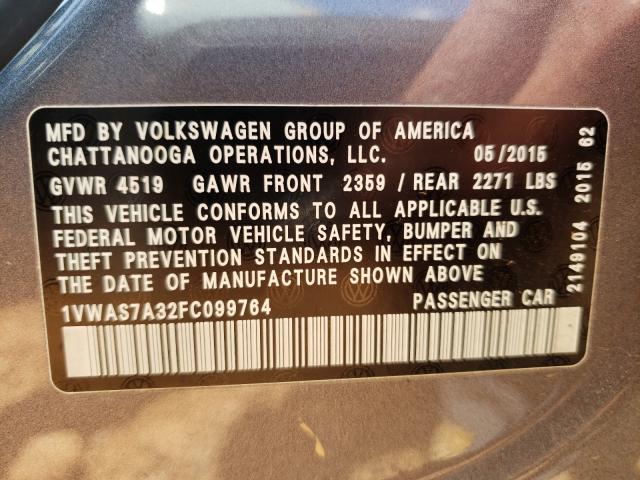 MFD BY VOLKSWAGEN GROUP OF AMERICA
CHATTANOOGA OPERATIONS, LLC. 05/2015
GVWR 4519 GAWR FRONT 2359 / REAR 2271 LBS
THIS VEHICLE CONFORMS TO ALL APPLICABLE U.S.
FEDERAL MOTOR VEHICLE SAFETY, BUMPER AND
THEFT PREVENTION STANDARDS IN EFFECT ON
THE DATE OF MANUFACTURE SHOWN ABOVE
1VWAS7A32FC099764 PASSENGER CAR
2149104 2015 62